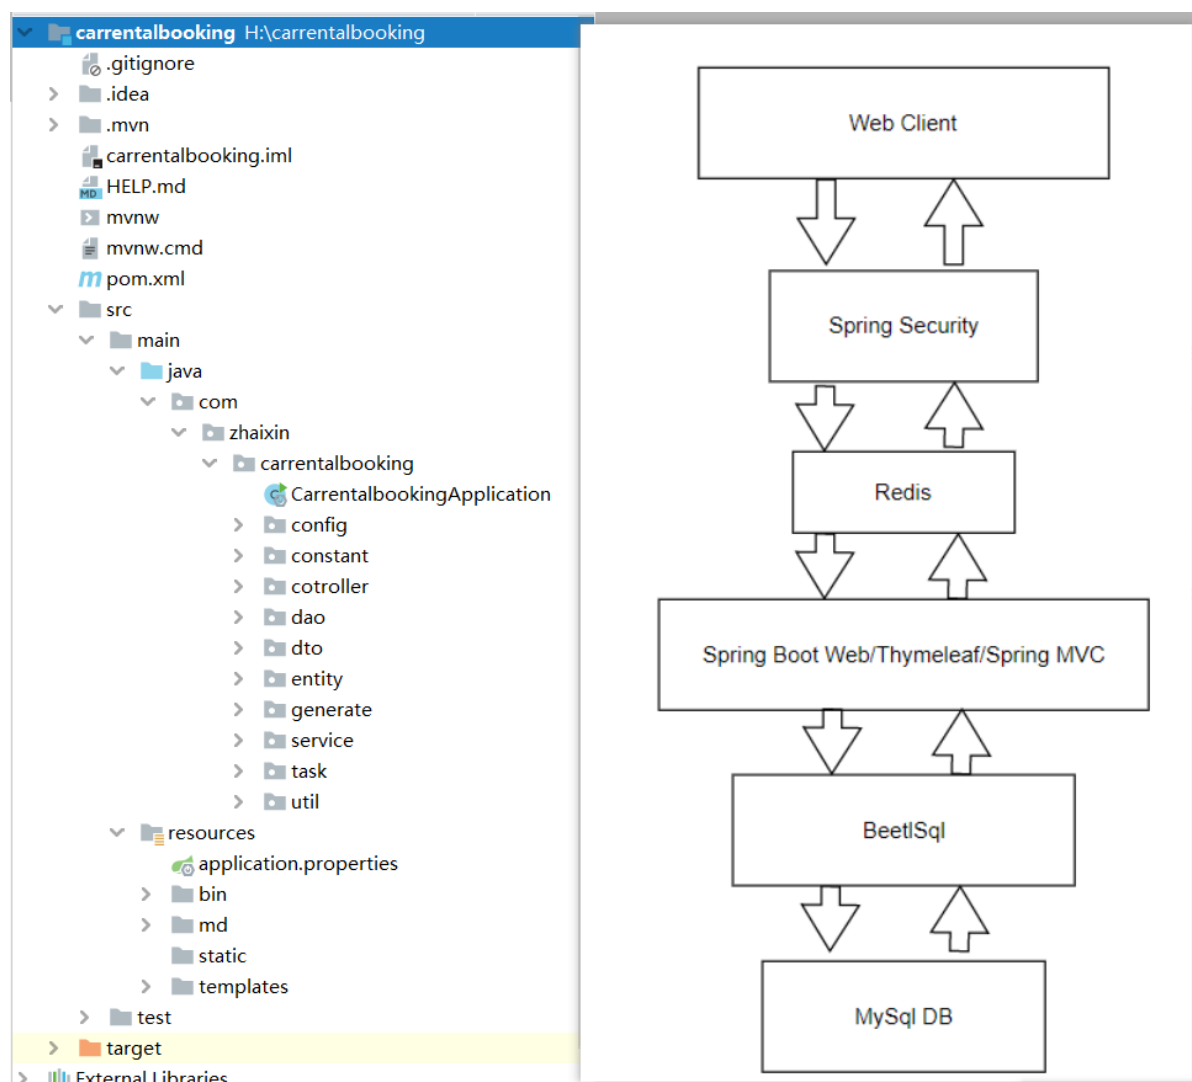 carrentalbooking H:\carrentalbooking
.gitignore
.idea
.mvn
carrentalbooking.iml
MD HELP.md
mvnw
mvnw.cmd
m pom.xml
src
main
java
com
zhaixin
carrentalbooking
C CarrentalbookingApplication
config
constant
cotroller
dao
dto
entity
generate
service
task
util
resources
application.properties
bin
md
static
templates
test
target
External Libraries
Web Client
Spring Security
Redis
Spring Boot Web/Thymeleaf/Spring MVC
BeetlSql
MySql DB